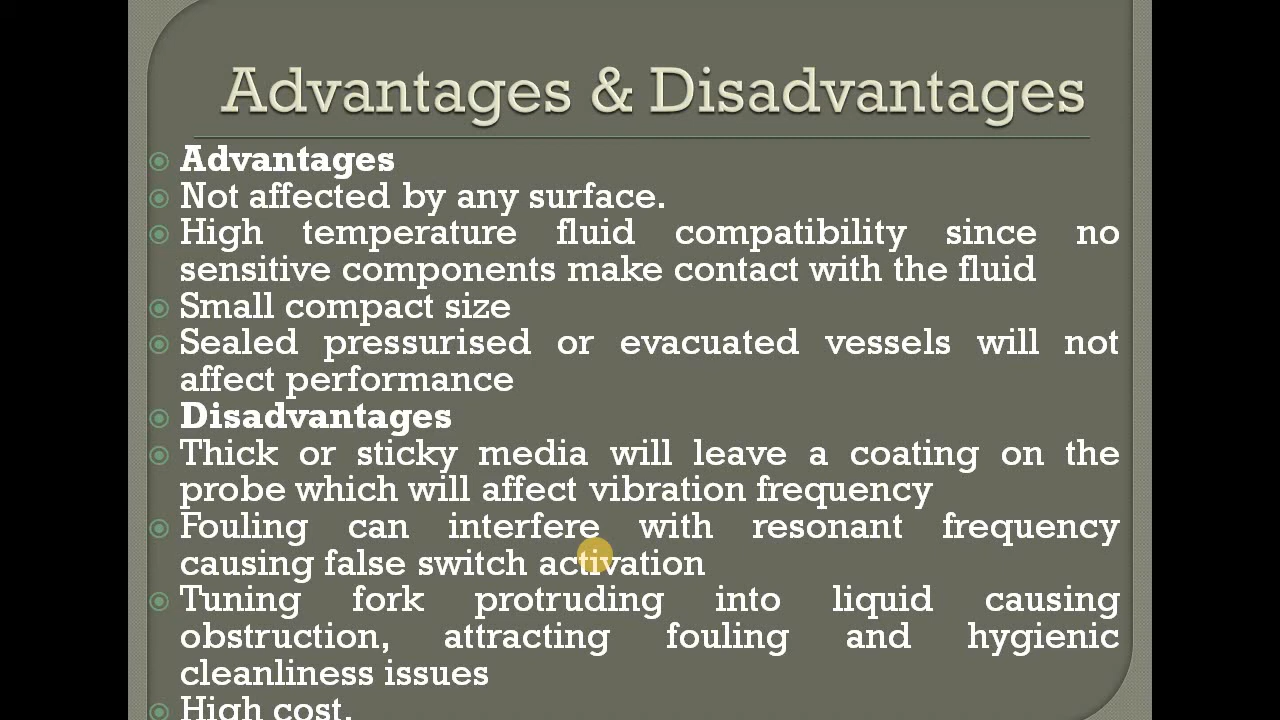 Advantages & Disadvantages
Advantages
Not affected by any surface.
High temperature fluid compatibility since no
sensitive components make contact with the fluid
Small compact size
Sealed pressurised or evacuated vessels will not
affect performance
Disadvantages
Thick or sticky media will leave a coating on the
probe which will affect vibration frequency
Fouling can interfere with resonant frequency
causing false switch activation
Tuning fork protruding into liquid causing
obstruction, attracting fouling and hygienic
cleanliness issues
High cost.